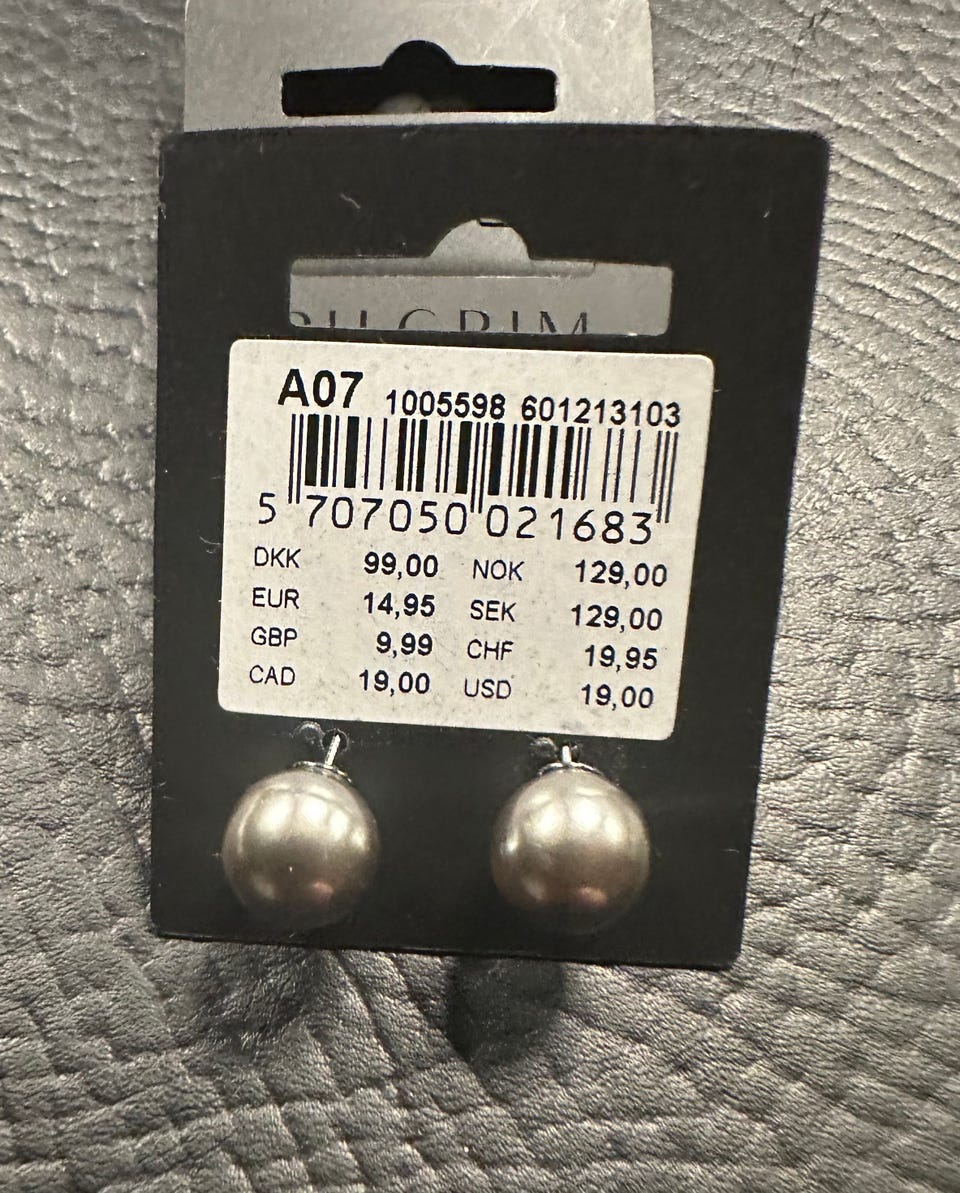 PILGRIM
A07 1005598 601213103
5 707050 021683
DKK 99,00 NOK 129,00
EUR 14,95 SEK 129,00
GBP 9,99 CHF 19,95
CAD 19,00 USD 19,00